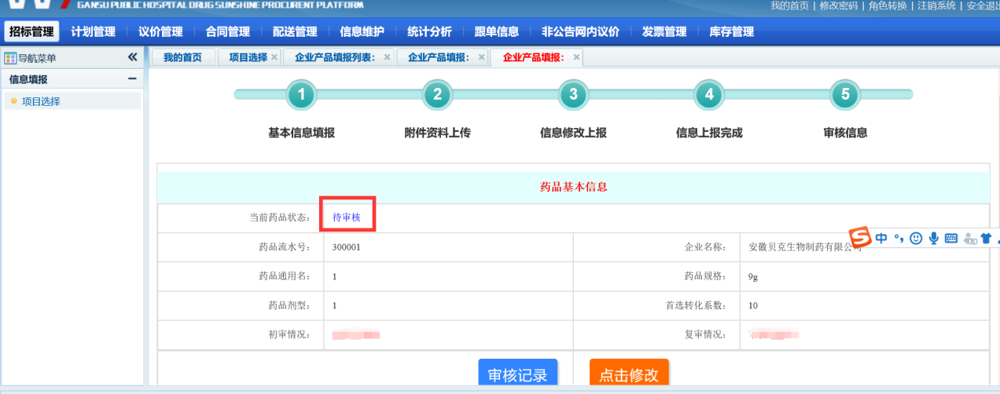 GANSU PUBLIC HOSPITAL DRUG SUNSHINE PROCURENT PLATFORM
我的首页 | 修改密码 | 角色转换 | 注销系统 | 安全退出
招标管理 计划管理 议价管理 合同管理 配送管理 信息维护 统计分析 跟单信息 非公告网内议价 发票管理 库存管理
导航菜单
我的首页 项目选择 企业产品填报列表: 企业产品填报: 企业产品填报:
信息填报
项目选择
1 2 3 4 5
基本信息填报 附件资料上传 信息修改上报 信息上报完成 审核信息
药品基本信息
当前药品状态: 待审核
药品流水号: 300001 企业名称: 安徽贝克生物制药有限公司
药品通用名: 1 药品规格: 9g
药品剂型: 1 首选转化系数: 10
初审情况: 复审情况:
审核记录 点击修改
S 中